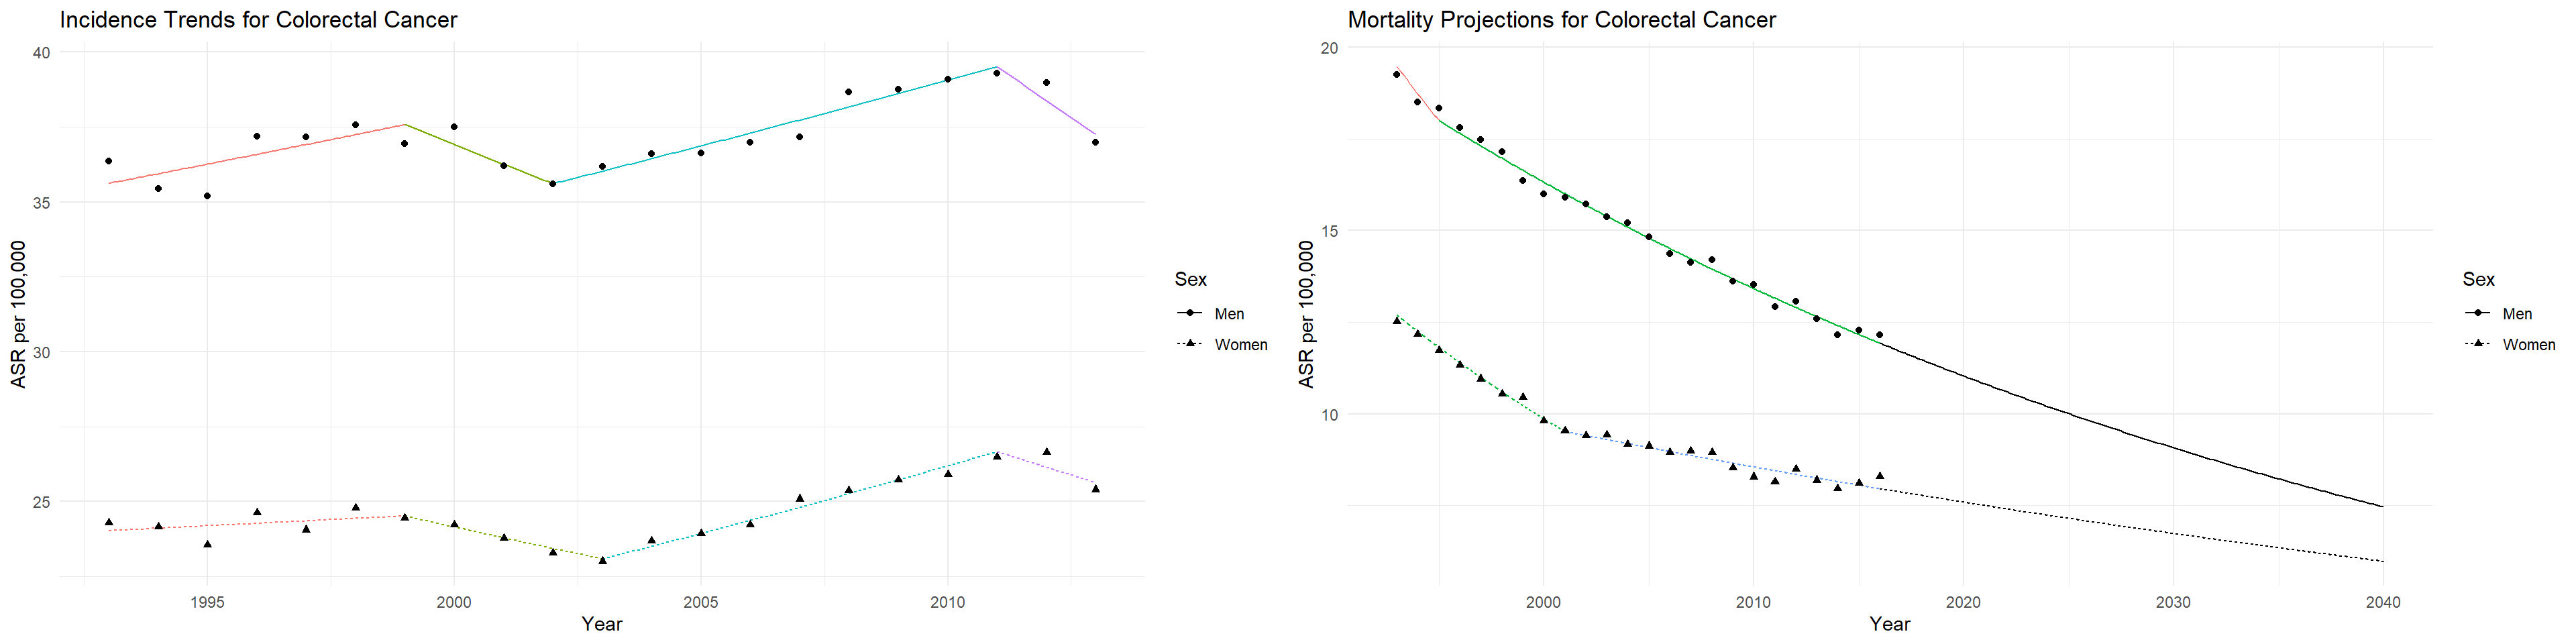 Incidence Trends for Colorectal Cancer
40
35
30
25
ASR per 100,000
1995 2000 2005 2010
Year
Sex
Men
Women
Mortality Projections for Colorectal Cancer
20
15
10
ASR per 100,000
2000 2010 2020 2030 2040
Year
Sex
Men
Women